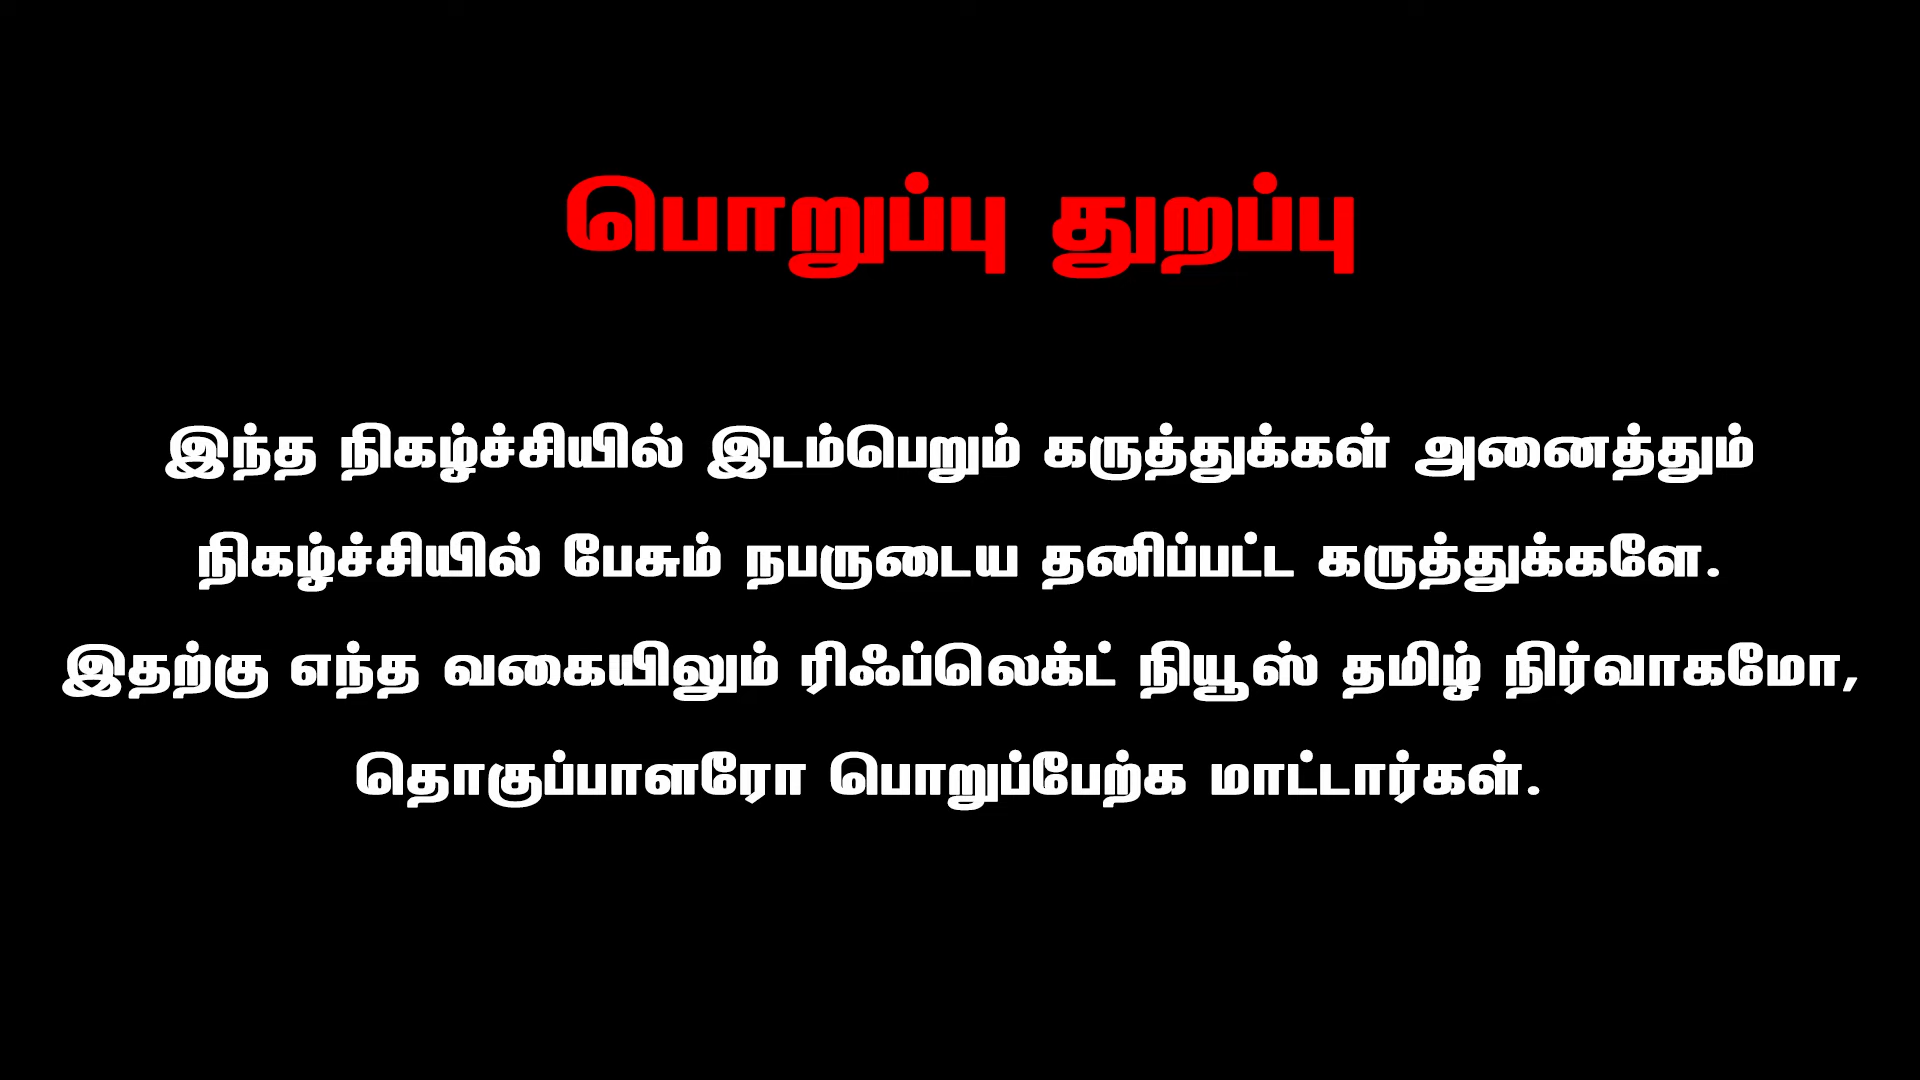 பொறுப்பு துறப்பு
இந்த நிகழ்ச்சியில் இடம்பெறும் கருத்துக்கள் அனைத்தும்
நிகழ்ச்சியில் பேசும் நபருடைய தனிப்பட்ட கருத்துக்களே.
இதற்கு எந்த வகையிலும் ரிஃப்லெக்ட் நியூஸ் தமிழ் நிர்வாகமோ,
தொகுப்பாளரோ பொறுப்பேற்க மாட்டார்கள்.